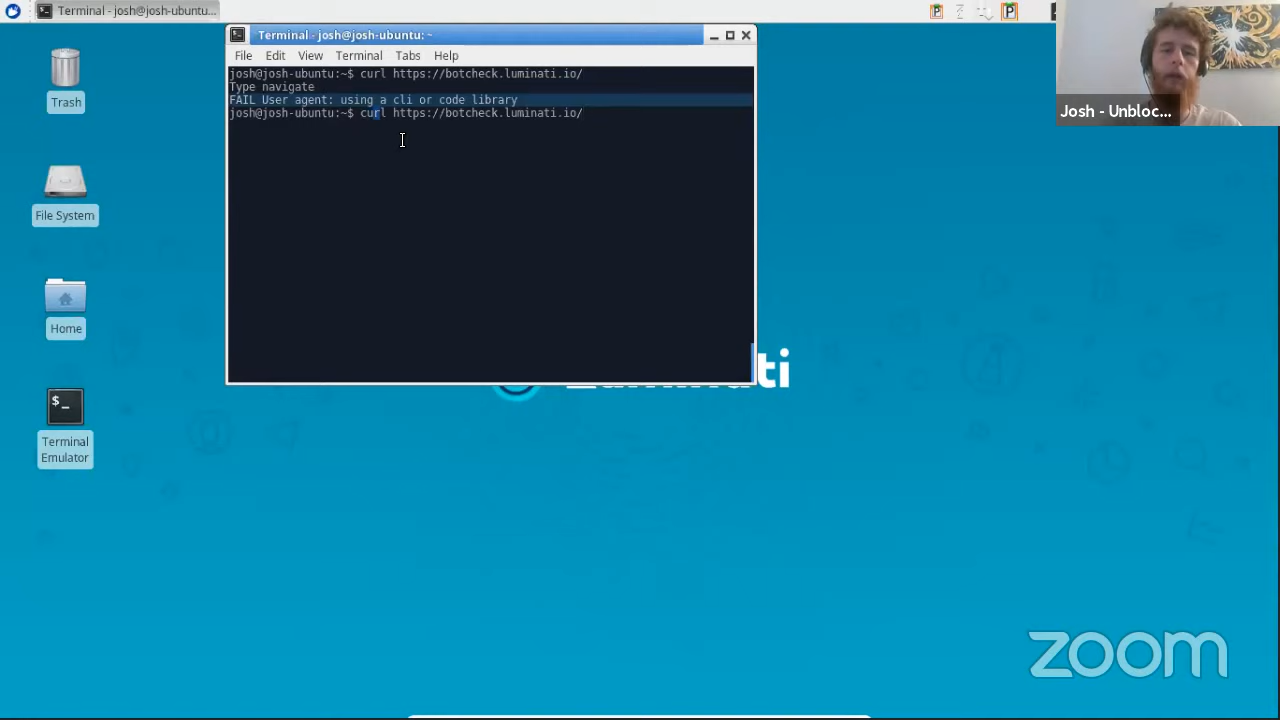 Terminal - josh@josh-ubuntu:...
Terminal - josh@josh-ubuntu: ~
File Edit View Terminal Tabs Help
josh@josh-ubuntu:~$ curl https://botcheck.luminati.io/
Type navigate
FAIL User agent: using a cli or code library
josh@josh-ubuntu:~$ curl https://botcheck.luminati.io/
Trash
File System
Home
$_
Terminal
Emulator
Josh - Unbloc...
zoom